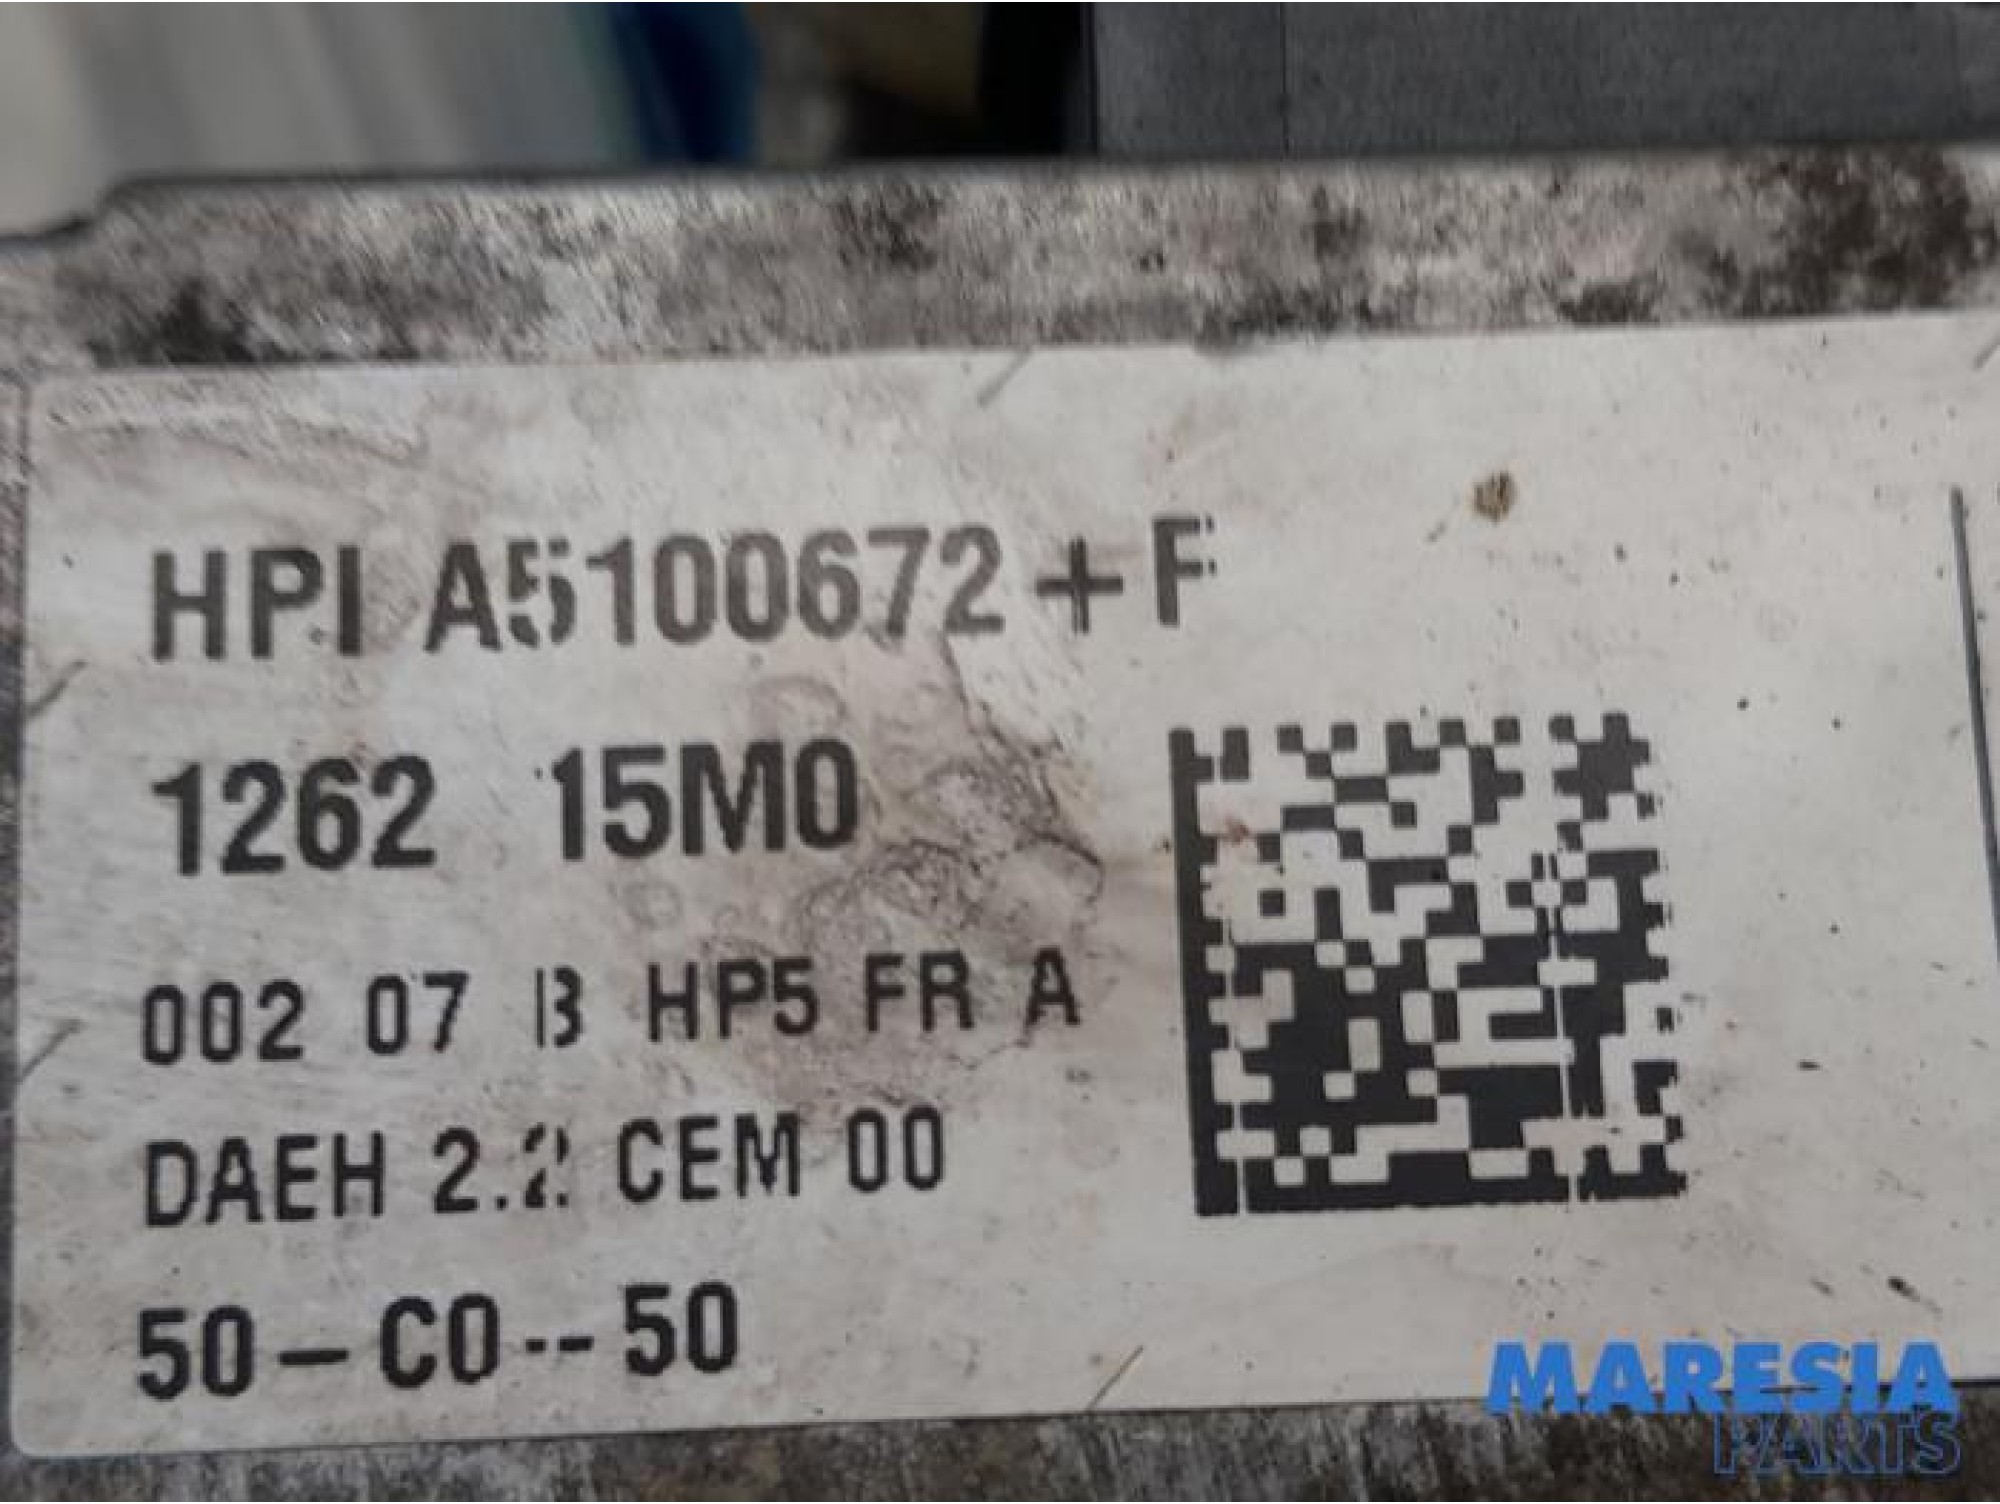 HPI A5100672+F
1262 15M0
002 07 B HP5 FR A
DAEH 2.2 CEM 00
50-C0--50
MARESIA
PARTS